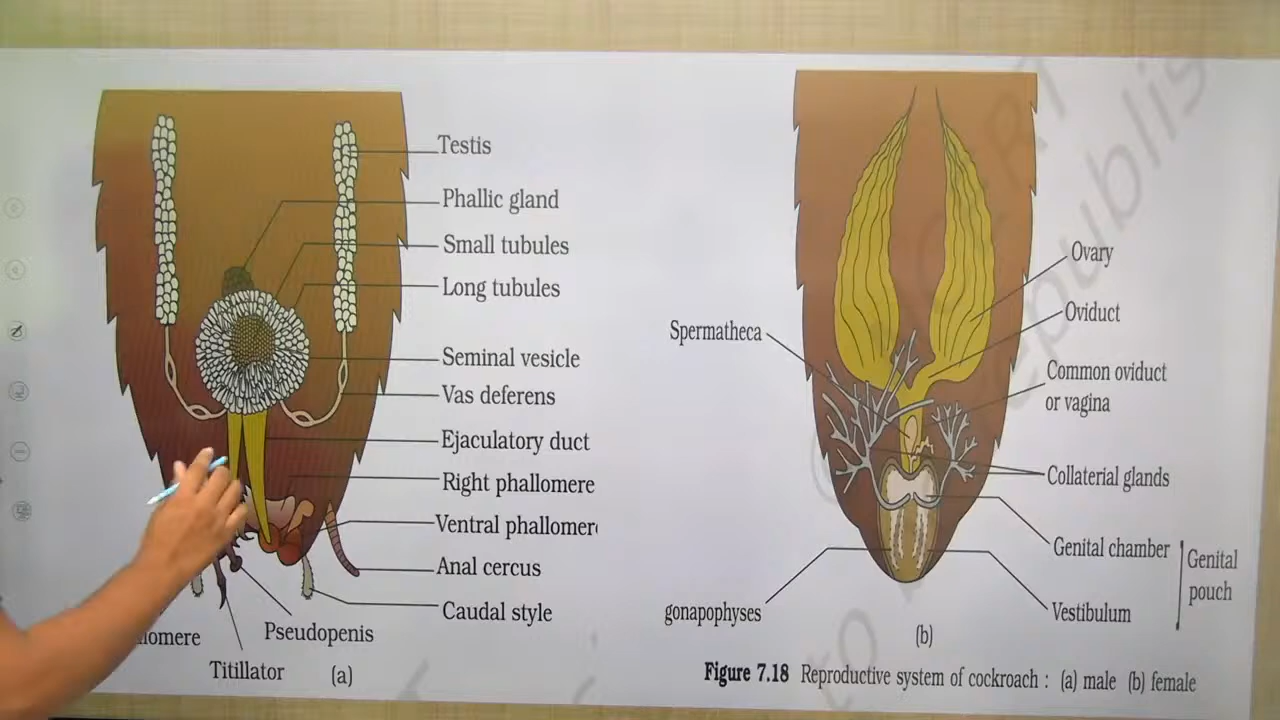 Testis
Phallic gland
Small tubules
Long tubules
Seminal vesicle
Vas deferens
Ejaculatory duct
Right phallomere
Ventral phallomer
Anal cercus
Caudal style
Pseudopenis
Titillator
(a)
Ovary
Oviduct
Spermatheca
Common oviduct
or vagina
Collaterial glands
Genital chamber
Genital
pouch
Vestibulum
gonapophyses
(b)
Figure 7.18 Reproductive system of cockroach : (a) male (b) female